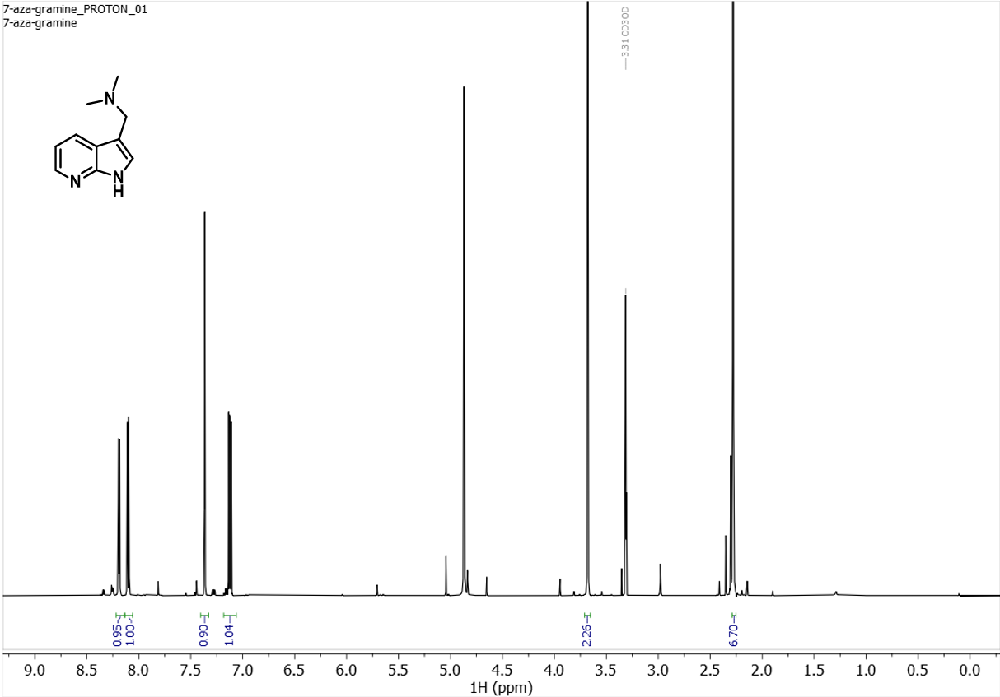 7-aza-gramine_PROTON_01
7-aza-gramine
3.31 CD3OD
N
N
N
H
0.95
1.00
0.90
1.04
2.26
6.70
9.0 8.5 8.0 7.5 7.0 6.5 6.0 5.5 5.0 4.5 4.0 3.5 3.0 2.5 2.0 1.5 1.0 0.5 0.0
1H (ppm)